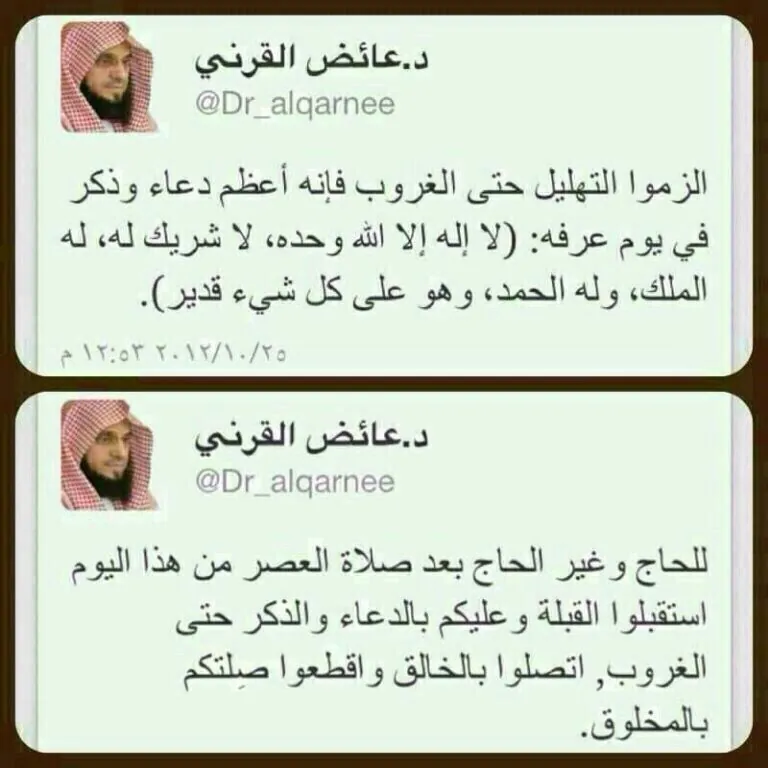 د.عائض القرني
@Dr_alqarnee
الزموا التهليل حتى الغروب فإنه أعظم دعاء وذكر
في يوم عرفه: (لا إله إلا الله وحده، لا شريك له، له
الملك، وله الحمد، وهو على كل شيء قدير).
٢٠١٢/١٠/٢٥ ١٢:٥٣ م
د.عائض القرني
@Dr_alqarnee
للحاج وغير الحاج بعد صلاة العصر من هذا اليوم
استقبلوا القبلة وعليكم بالدعاء والذكر حتى
الغروب, اتصلوا بالخالق واقطعوا صِلتكم
بالمخلوق.